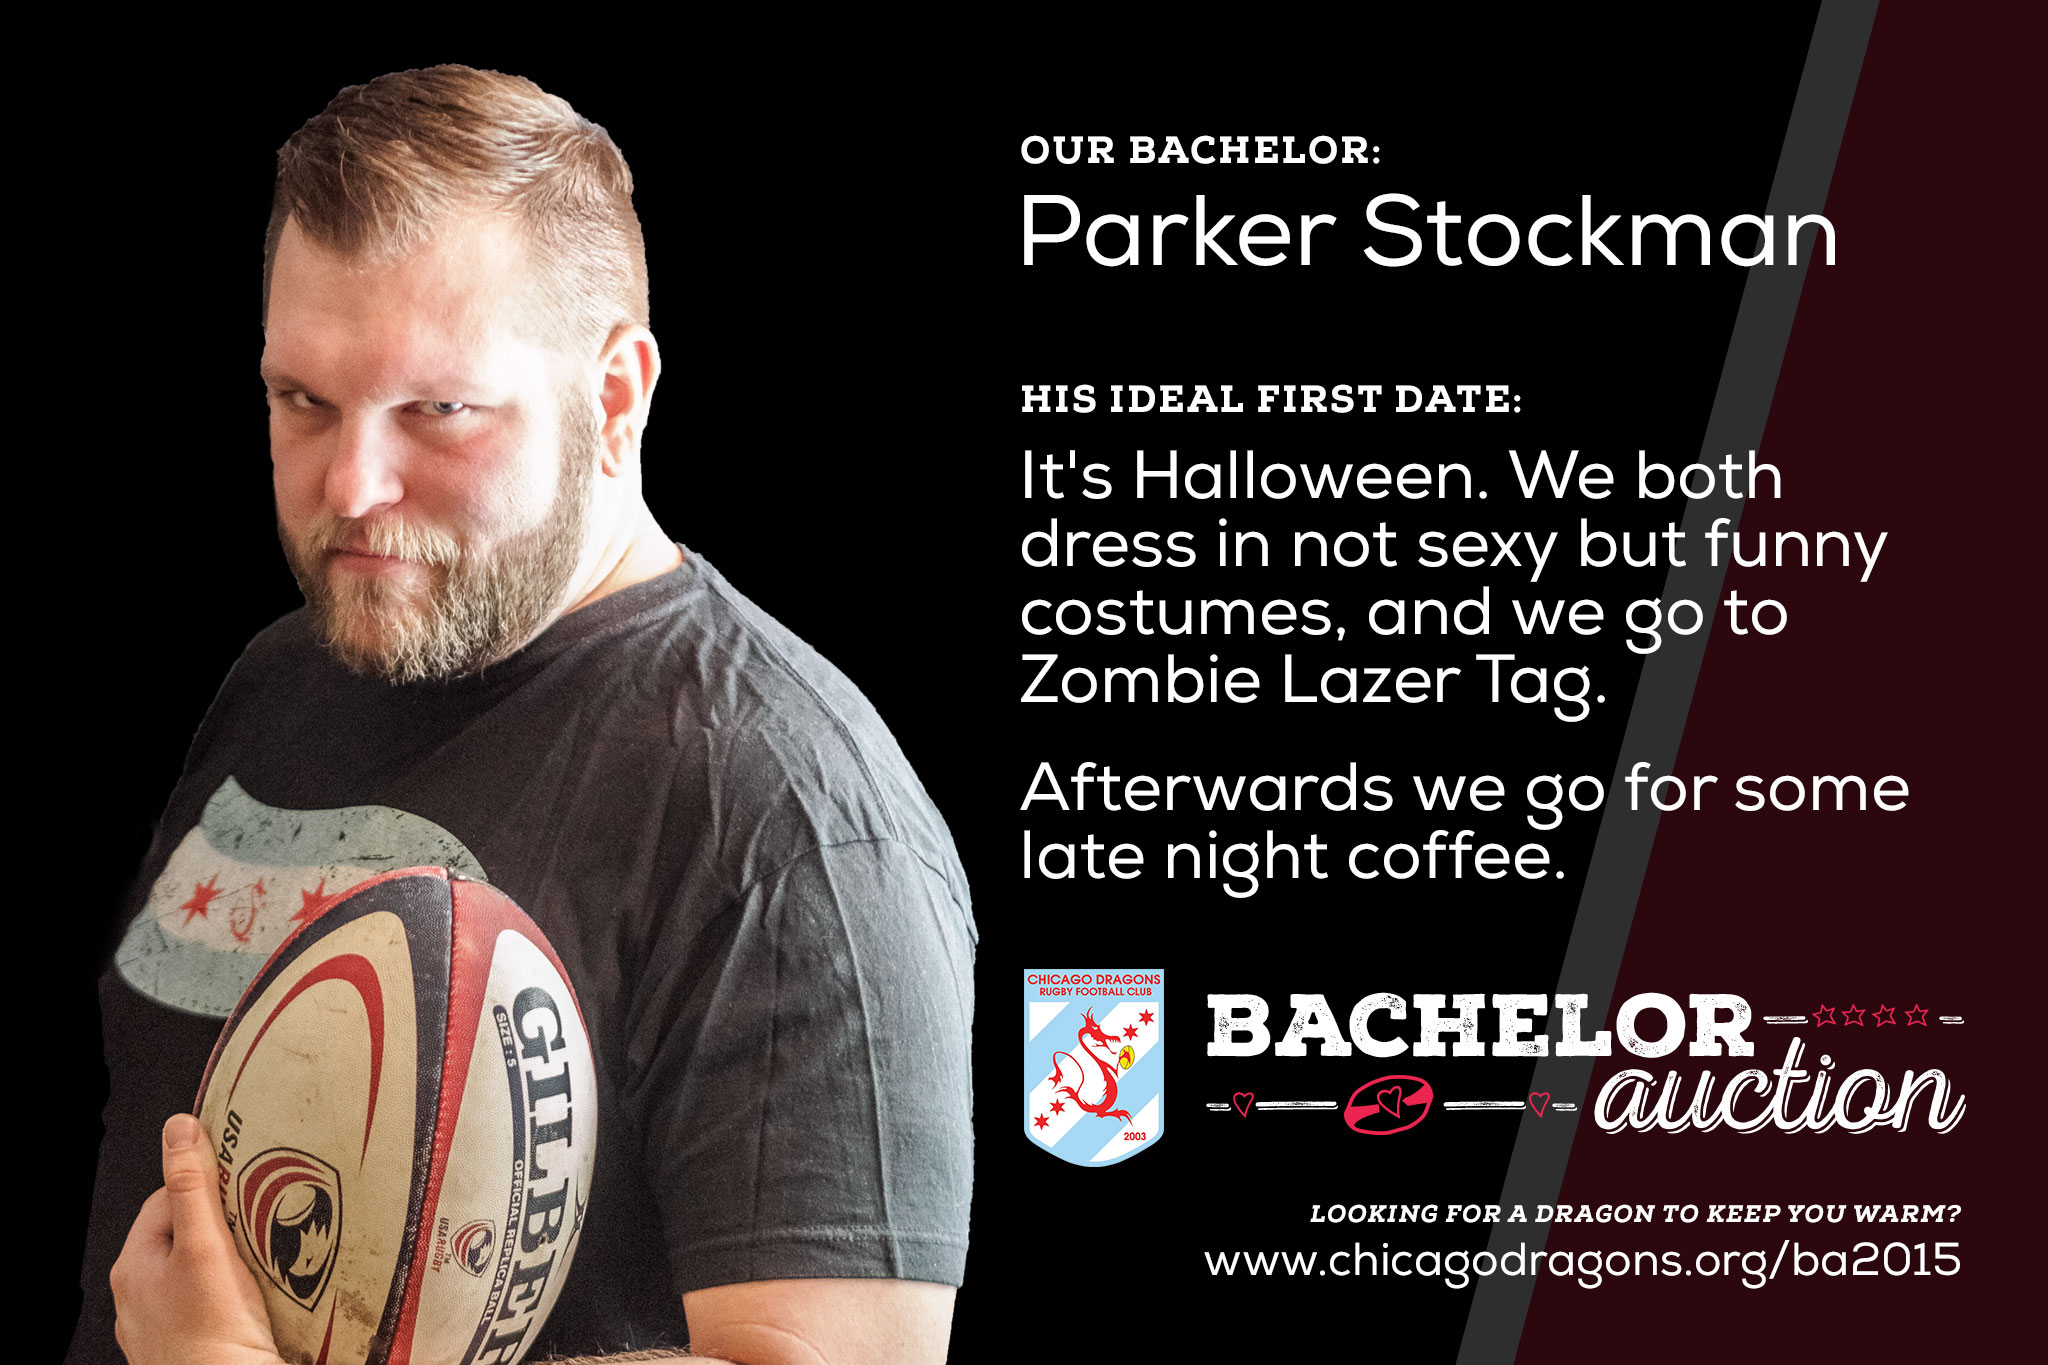 OUR BACHELOR:
Parker Stockman
HIS IDEAL FIRST DATE:
It's Halloween. We both
dress in not sexy but funny
costumes, and we go to
Zombie Lazer Tag.
Afterwards we go for some
late night coffee.
CHICAGO DRAGONS
RUGBY FOOTBALL CLUB
2003
BACHELOR
auction
LOOKING FOR A DRAGON TO KEEP YOU WARM?
www.chicagodragons.org/ba2015
GILBERT
SIZE : 5
OFFICIAL REPLICA BALL
USA RUGBY
TM